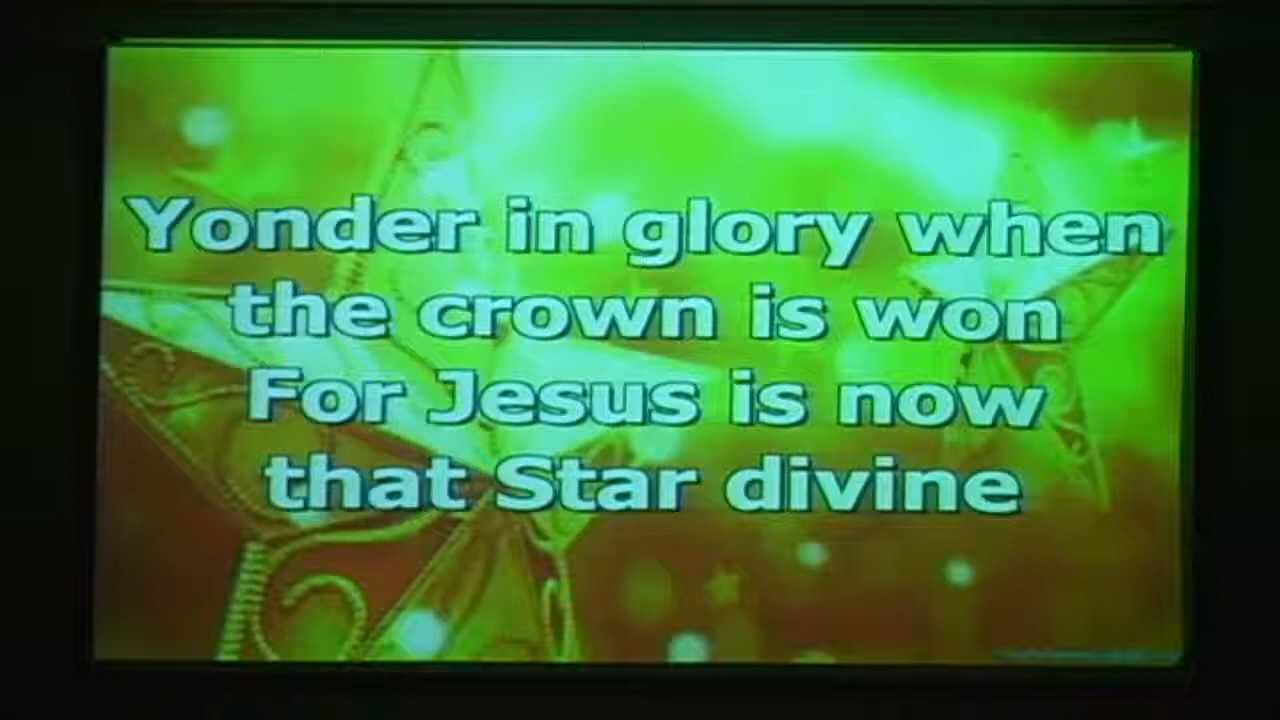 Yonder in glory when
the crown is won
For Jesus is now
that Star divine